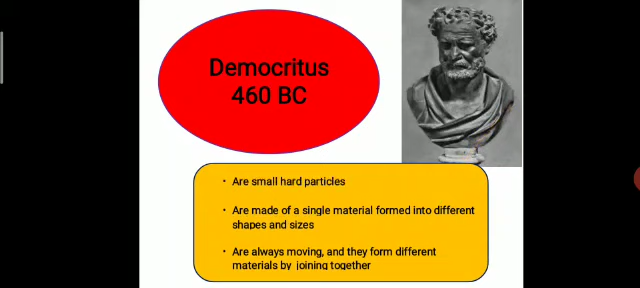 Democritus
460 BC
• Are small hard particles
• Are made of a single material formed into different
shapes and sizes
• Are always moving, and they form different
materials by joining together